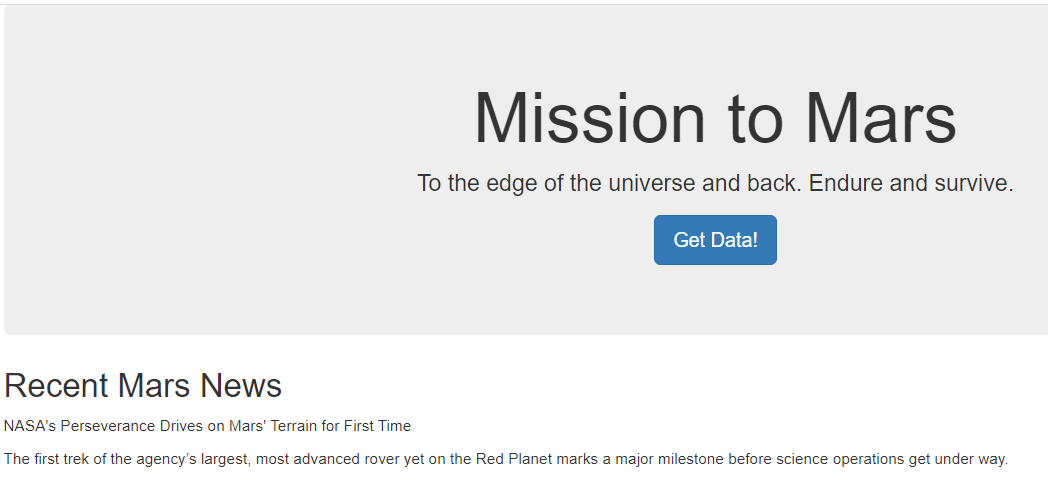 Mission to Mars
To the edge of the universe and back. Endure and survive.
Get Data!
Recent Mars News
NASA's Perseverance Drives on Mars' Terrain for First Time
The first trek of the agency’s largest, most advanced rover yet on the Red Planet marks a major milestone before science operations get under way.